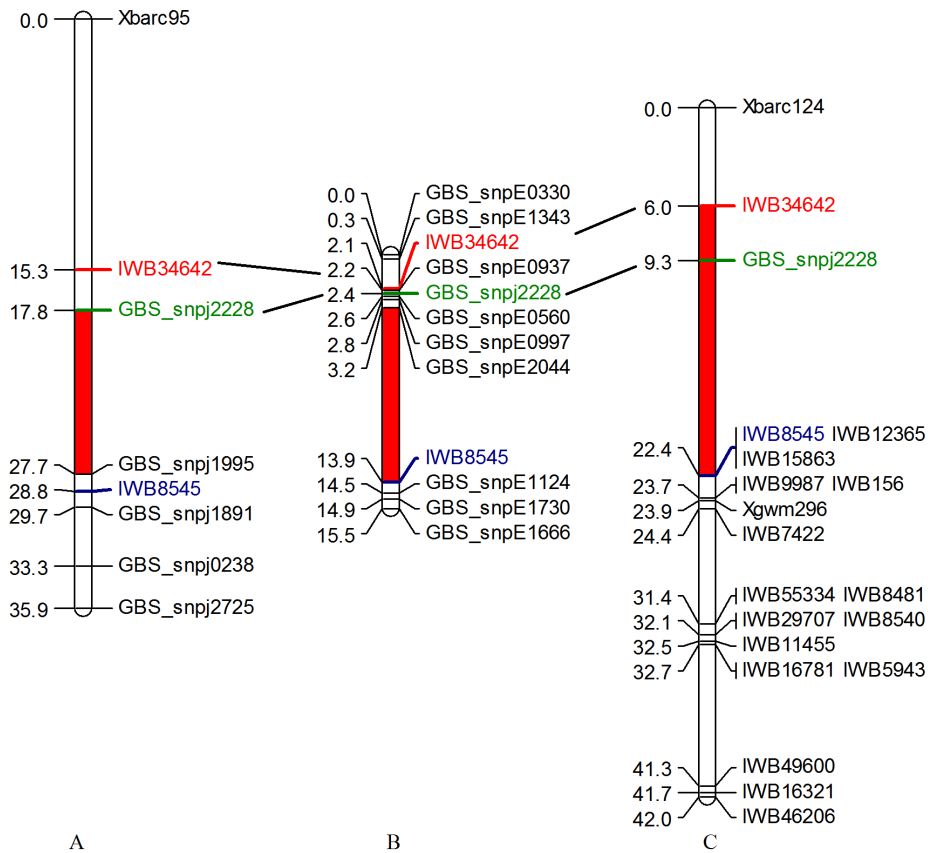 0.0 Xbarc95
15.3 IWB34642
17.8 GBS_snpj2228
27.7 GBS_snpj1995
28.8 IWB8545
29.7 GBS_snpj1891
33.3 GBS_snpj0238
35.9 GBS_snpj2725
A
0.0 GBS_snpE0330
0.3 GBS_snpE1343
2.1 IWB34642
2.2 GBS_snpE0937
2.4 GBS_snpj2228
2.6 GBS_snpE0560
2.8 GBS_snpE0997
3.2 GBS_snpE2044
13.9 IWB8545
14.5 GBS_snpE1124
14.9 GBS_snpE1730
15.5 GBS_snpE1666
B
0.0 Xbarc124
6.0 IWB34642
9.3 GBS_snpj2228
22.4 IWB8545 IWB12365
IWB15863
23.7 IWB9987 IWB156
23.9 Xgwm296
24.4 IWB7422
31.4 IWB55334 IWB8481
32.1 IWB29707 IWB8540
32.5 IWB11455
32.7 IWB16781 IWB5943
41.3 IWB49600
41.7 IWB16321
42.0 IWB46206
C